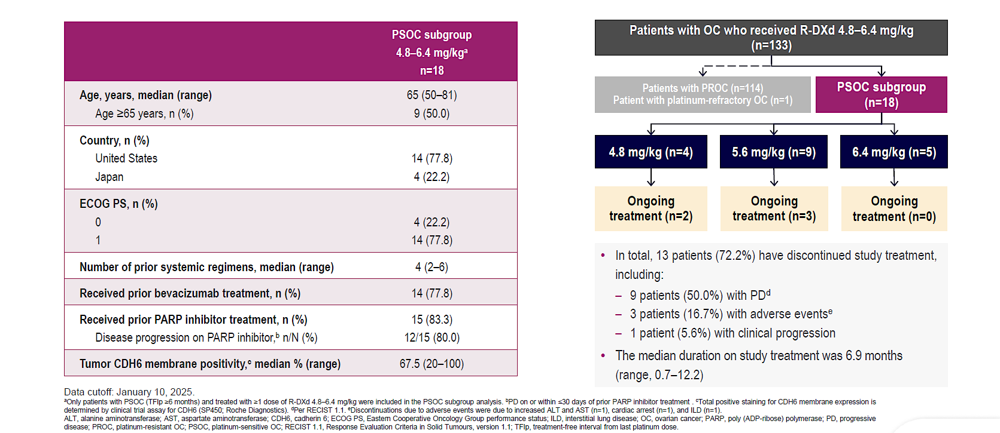 PSOC subgroup
4.8–6.4 mg/kgᵃ
n=18
Age, years, median (range) 65 (50–81)
Age ≥65 years, n (%) 9 (50.0)
Country, n (%)
United States 14 (77.8)
Japan 4 (22.2)
ECOG PS, n (%)
0 4 (22.2)
1 14 (77.8)
Number of prior systemic regimens, median (range) 4 (2–6)
Received prior bevacizumab treatment, n (%) 14 (77.8)
Received prior PARP inhibitor treatment, n (%) 15 (83.3)
Disease progression on PARP inhibitor,ᵇ n/N (%) 12/15 (80.0)
Tumor CDH6 membrane positivity,ᶜ median % (range) 67.5 (20–100)
Patients with OC who received R-DXd 4.8–6.4 mg/kg
(n=133)
Patients with PROC (n=114)
Patient with platinum-refractory OC (n=1)
PSOC subgroup
(n=18)
4.8 mg/kg (n=4)
5.6 mg/kg (n=9)
6.4 mg/kg (n=5)
Ongoing
treatment (n=2)
Ongoing
treatment (n=3)
Ongoing
treatment (n=0)
• In total, 13 patients (72.2%) have discontinued study treatment,
including:
– 9 patients (50.0%) with PDᵈ
– 3 patients (16.7%) with adverse eventsᵉ
– 1 patient (5.6%) with clinical progression
• The median duration on study treatment was 6.9 months
(range, 0.7–12.2)
Data cutoff: January 10, 2025.
ᵃOnly patients with PSOC (TFIp ≥6 months) and treated with ≥1 dose of R-DXd 4.8–6.4 mg/kg were included in the PSOC subgroup analysis. ᵇPD on or within ≤30 days of prior PARP inhibitor treatment . ᶜTotal positive staining for CDH6 membrane expression is
determined by clinical trial assay for CDH6 (SP450; Roche Diagnostics). ᵈPer RECIST 1.1. ᵉDiscontinuations due to adverse events were due to increased ALT and AST (n=1), cardiac arrest (n=1), and ILD (n=1).
ALT, alanine aminotransferase; AST, aspartate aminotransferase; CDH6, cadherin 6; ECOG PS, Eastern Cooperative Oncology Group performance status; ILD, interstitial lung disease; OC, ovarian cancer; PARP, poly (ADP-ribose) polymerase; PD, progressive
disease; PROC, platinum-resistant OC; PSOC, platinum-sensitive OC; RECIST 1.1, Response Evaluation Criteria in Solid Tumours, version 1.1; TFIp, treatment-free interval from last platinum dose.